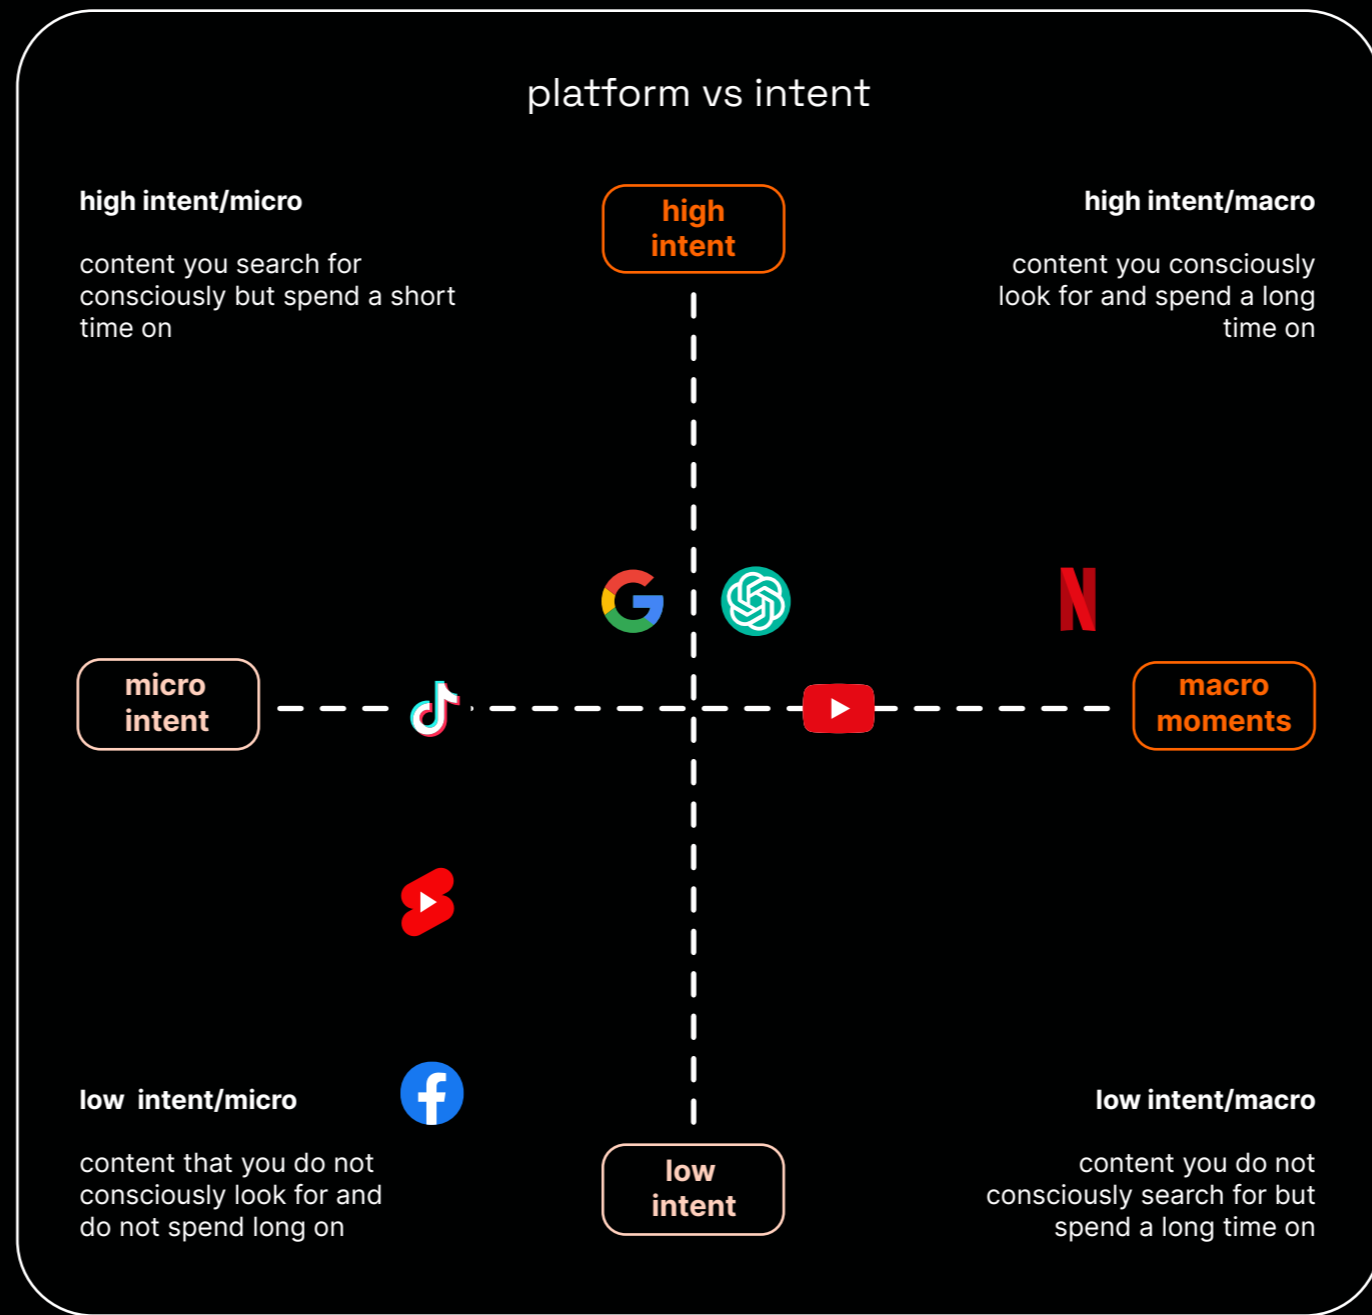 platform vs intent
high intent/micro
content you search for
consciously but spend a short
time on
high
intent
high intent/macro
content you consciously
look for and spend a long
time on
micro
intent
macro
moments
low  intent/micro
content that you do not
consciously look for and
do not spend long on
low
intent
low intent/macro
content you do not
consciously search for but
spend a long time on